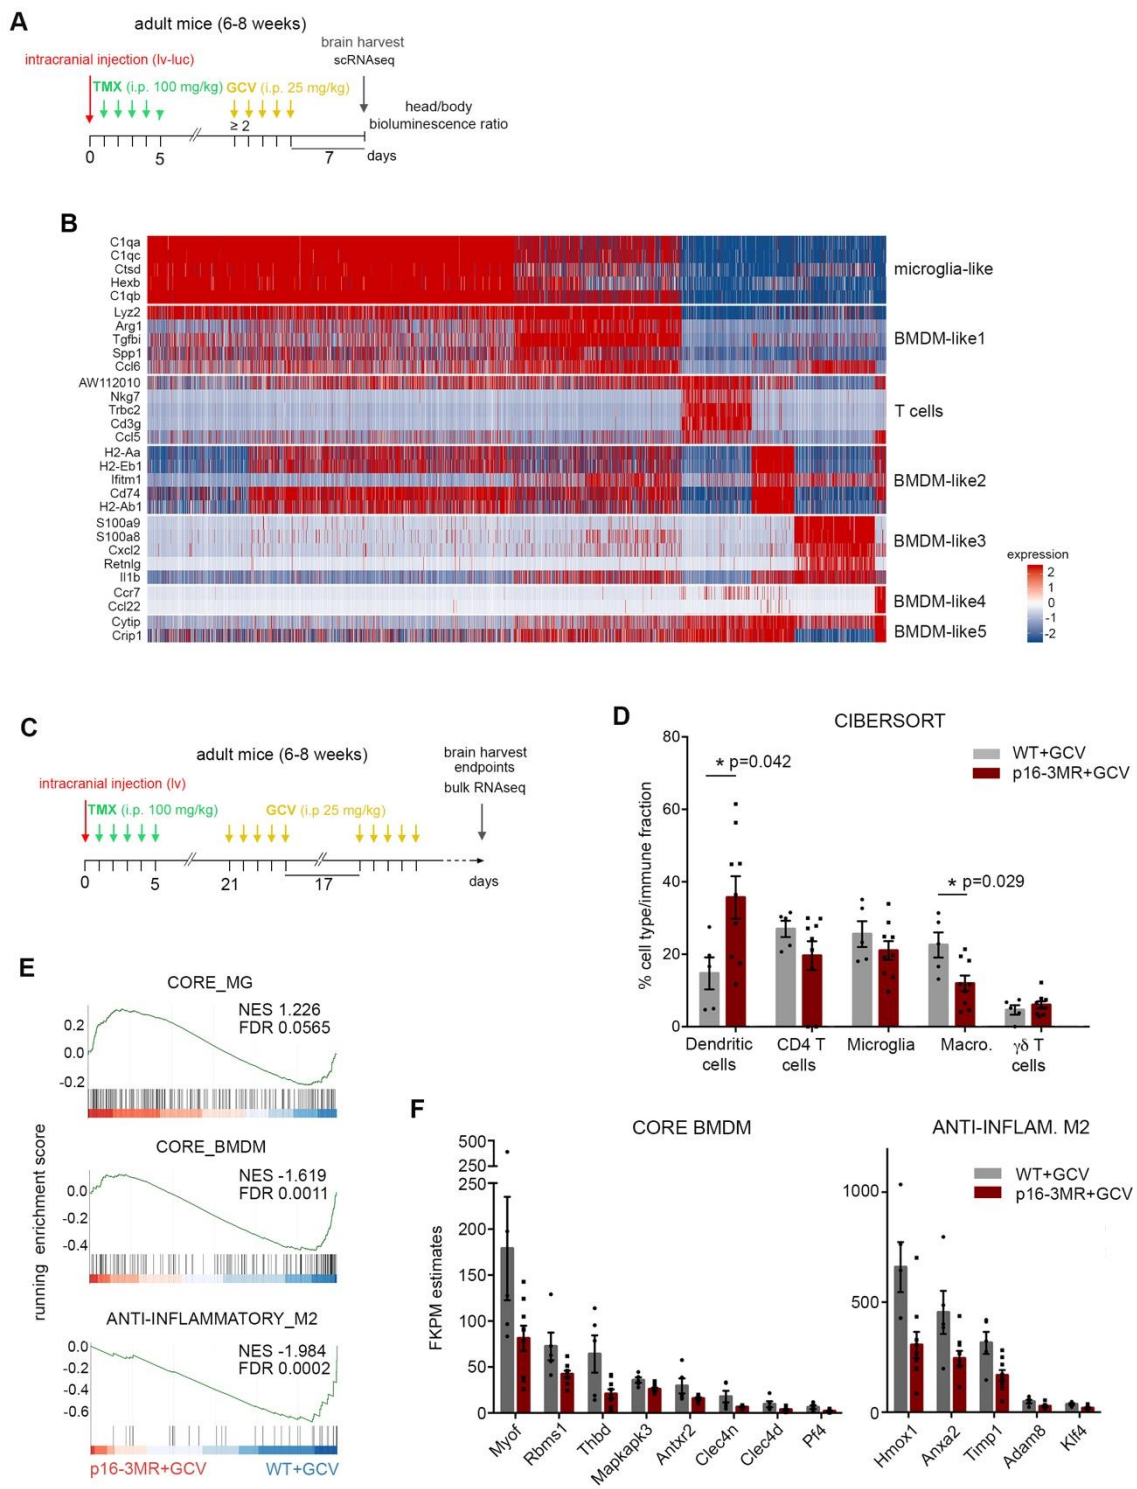 A
adult mice (6-8 weeks)
brain harvest
scRNAseq
intracranial injection (lv-luc)
TMX (i.p. 100 mg/kg)
GCV (i.p. 25 mg/kg)
head/body
bioluminescence ratio
≥ 2
0
5
7
days
B
C1qa
C1qc
Ctsd
Hexb
C1qb
microglia-like
Lyz2
Arg1
Tgfbi
Spp1
Ccl6
BMDM-like1
AW112010
Nkg7
Trbc2
Cd3g
Ccl5
T cells
H2-Aa
H2-Eb1
Ifitm1
Cd74
H2-Ab1
BMDM-like2
S100a9
S100a8
Cxcl2
Retnlg
Il1b
BMDM-like3
Ccr7
Ccl22
BMDM-like4
Cytip
Crip1
BMDM-like5
expression
2
1
0
-1
-2
C
adult mice (6-8 weeks)
brain harvest
endpoints
bulk RNAseq
intracranial injection (lv)
TMX (i.p. 100 mg/kg)
GCV (i.p 25 mg/kg)
0
5
21
17
days
D
CIBERSORT
WT+GCV
p16-3MR+GCV
% cell type/immune fraction
80
60
40
20
0
* p=0.042
* p=0.029
Dendritic
cells
CD4 T
cells
Microglia
Macro.
γδ T
cells
E
running enrichment score
CORE_MG
NES 1.226
FDR 0.0565
0.2
0.0
-0.2
CORE_BMDM
NES -1.619
FDR 0.0011
0.0
-0.2
-0.4
ANTI-INFLAMMATORY_M2
NES -1.984
FDR 0.0002
0.0
-0.2
-0.4
-0.6
p16-3MR+GCV
WT+GCV
F
CORE BMDM
FKPM estimates
500
250
250
200
150
100
50
0
Myof
Rbms1
Thbd
Mapkapk3
Antxr2
Clec4n
Clec4d
Pf4
ANTI-INFLAM. M2
WT+GCV
p16-3MR+GCV
1000
500
0
Hmox1
Anxa2
Timp1
Adam8
Klf4